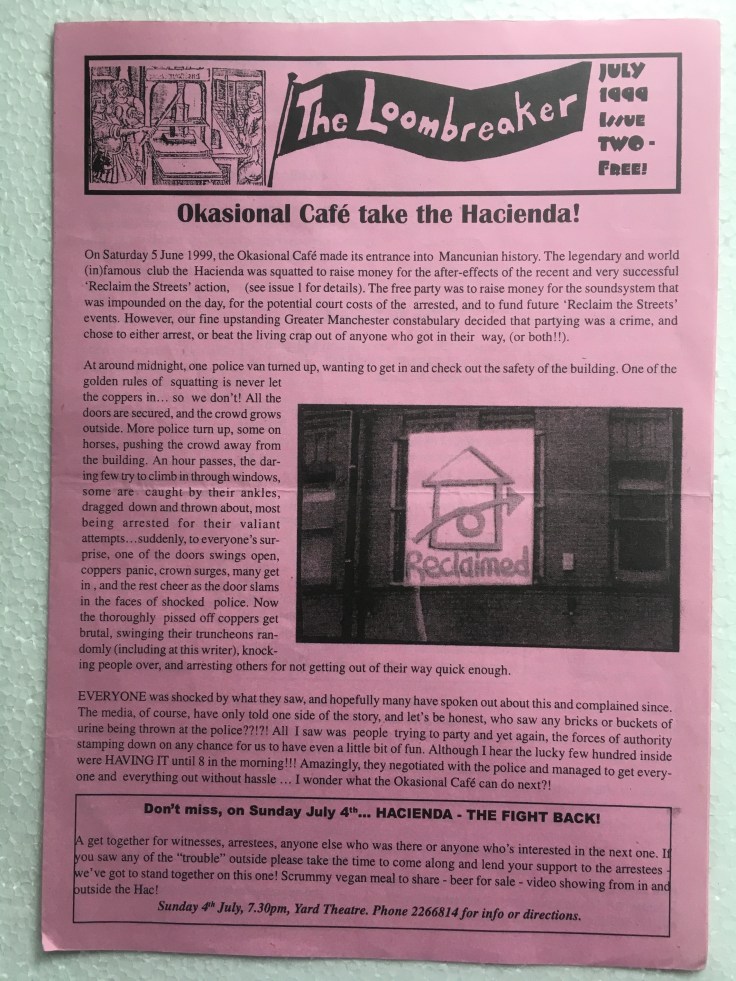 The Loombreaker
JULY
1999
ISSUE
TWO -
FREE!
Okasional Café take the Hacienda!
On Saturday 5 June 1999, the Okasional Café made its entrance into Mancunian history. The legendary and world
(in)famous club the Hacienda was squatted to raise money for the after-effects of the recent and very successful
‘Reclaim the Streets’ action, (see issue 1 for details). The free party was to raise money for the soundsystem that
was impounded on the day, for the potential court costs of the arrested, and to fund future ‘Reclaim the Streets’
events. However, our fine upstanding Greater Manchester constabulary decided that partying was a crime, and
chose to either arrest, or beat the living crap out of anyone who got in their way, (or both!!).
At around midnight, one police van turned up, wanting to get in and check out the safety of the building. One of the
golden rules of squatting is never let
the coppers in… so we don’t! All the
doors are secured, and the crowd grows
outside. More police turn up, some on
horses, pushing the crowd away from
the building. An hour passes, the dar-
ing few try to climb in through windows,
some are caught by their ankles,
dragged down and thrown about, most
being arrested for their valiant
attempts…suddenly, to everyone’s sur-
prise, one of the doors swings open,
coppers panic, crown surges, many get
in , and the rest cheer as the door slams
in the faces of shocked police. Now
the thoroughly pissed off coppers get
brutal, swinging their truncheons ran-
domly (including at this writer), knock-
ing people over, and arresting others for not getting out of their way quick enough.
Reclaimed
EVERYONE was shocked by what they saw, and hopefully many have spoken out about this and complained since.
The media, of course, have only told one side of the story, and let’s be honest, who saw any bricks or buckets of
urine being thrown at the police??!?! All I saw was people trying to party and yet again, the forces of authority
stamping down on any chance for us to have even a little bit of fun. Although I hear the lucky few hundred inside
were HAVING IT until 8 in the morning!!! Amazingly, they negotiated with the police and managed to get every-
one and everything out without hassle … I wonder what the Okasional Café can do next?!
Don’t miss, on Sunday July 4th... HACIENDA - THE FIGHT BACK!
A get together for witnesses, arrestees, anyone else who was there or anyone who’s interested in the next one. If
you saw any of the “trouble” outside please take the time to come along and lend your support to the arrestees -
we’ve got to stand together on this one! Scrummy vegan meal to share - beer for sale - video showing from in and
outside the Hac!
Sunday 4th July, 7.30pm, Yard Theatre. Phone 2266814 for info or directions.